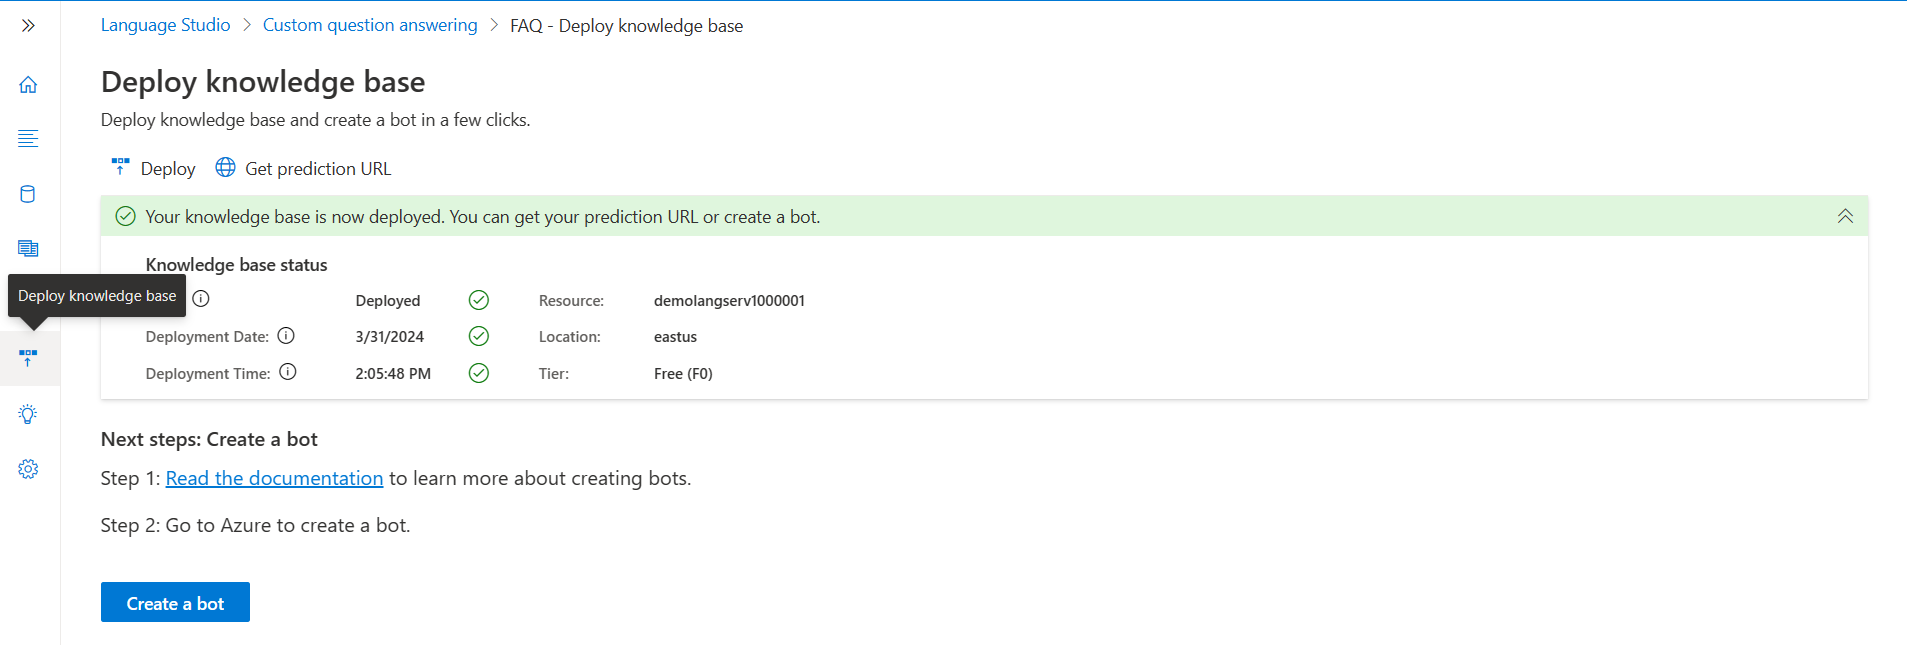 Language Studio > Custom question answering > FAQ - Deploy knowledge base
Deploy knowledge base
Deploy knowledge base and create a bot in a few clicks.
Deploy Get prediction URL
Your knowledge base is now deployed. You can get your prediction URL or create a bot.
Knowledge base status
Deploy knowledge base
Deployed Resource: demolangserv1000001
Deployment Date: 3/31/2024 Location: eastus
Deployment Time: 2:05:48 PM Tier: Free (F0)
Next steps: Create a bot
Step 1: Read the documentation to learn more about creating bots.
Step 2: Go to Azure to create a bot.
Create a bot